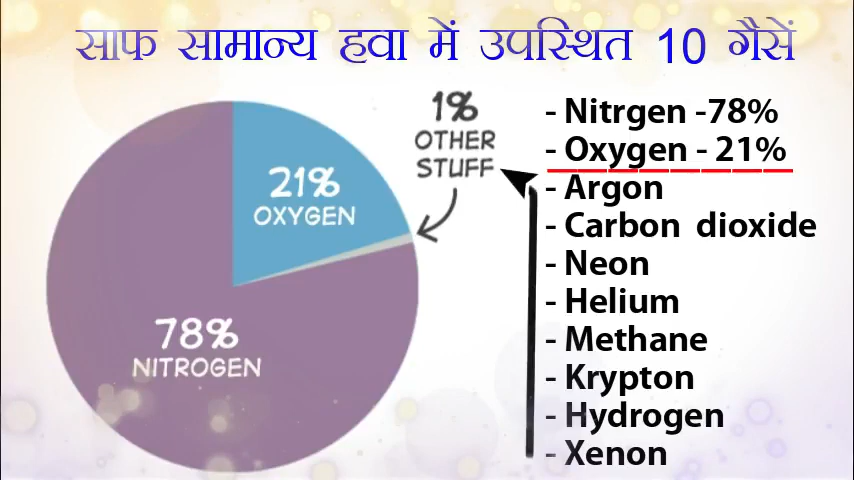 साफ सामान्य हवा में उपस्थित 10 गैसें
21%
OXYGEN
78%
NITROGEN
1%
OTHER
STUFF
- Nitrgen -78%
- Oxygen - 21%
- Argon
- Carbon dioxide
- Neon
- Helium
- Methane
- Krypton
- Hydrogen
- Xenon